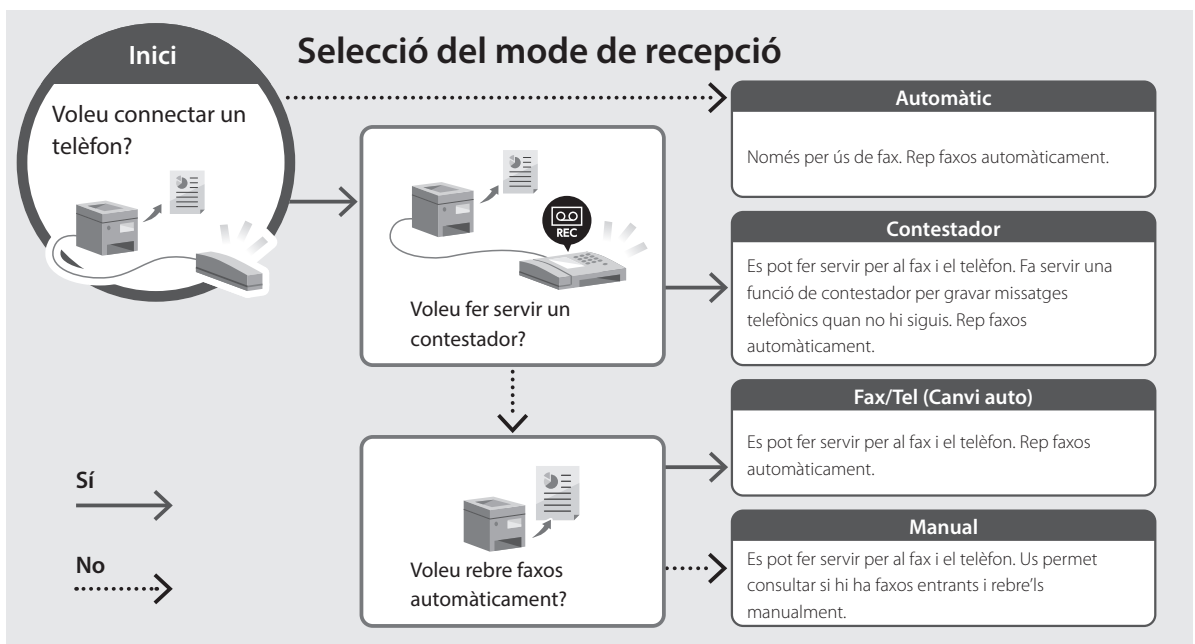 Inici
Selecció del mode de recepció
Voleu connectar un
telèfon?
Automàtic
Només per ús de fax. Rep faxos automàticament.
REC
Voleu fer servir un
contestador?
Contestador
Es pot fer servir per al fax i el telèfon. Fa servir una
funció de contestador per gravar missatges
telefònics quan no hi siguis. Rep faxos
automàticament.
Fax/Tel (Canvi auto)
Es pot fer servir per al fax i el telèfon. Rep faxos
automàticament.
Voleu rebre faxos
automàticament?
Manual
Es pot fer servir per al fax i el telèfon. Us permet
consultar si hi ha faxos entrants i rebre’ls
manualment.
Sí
No